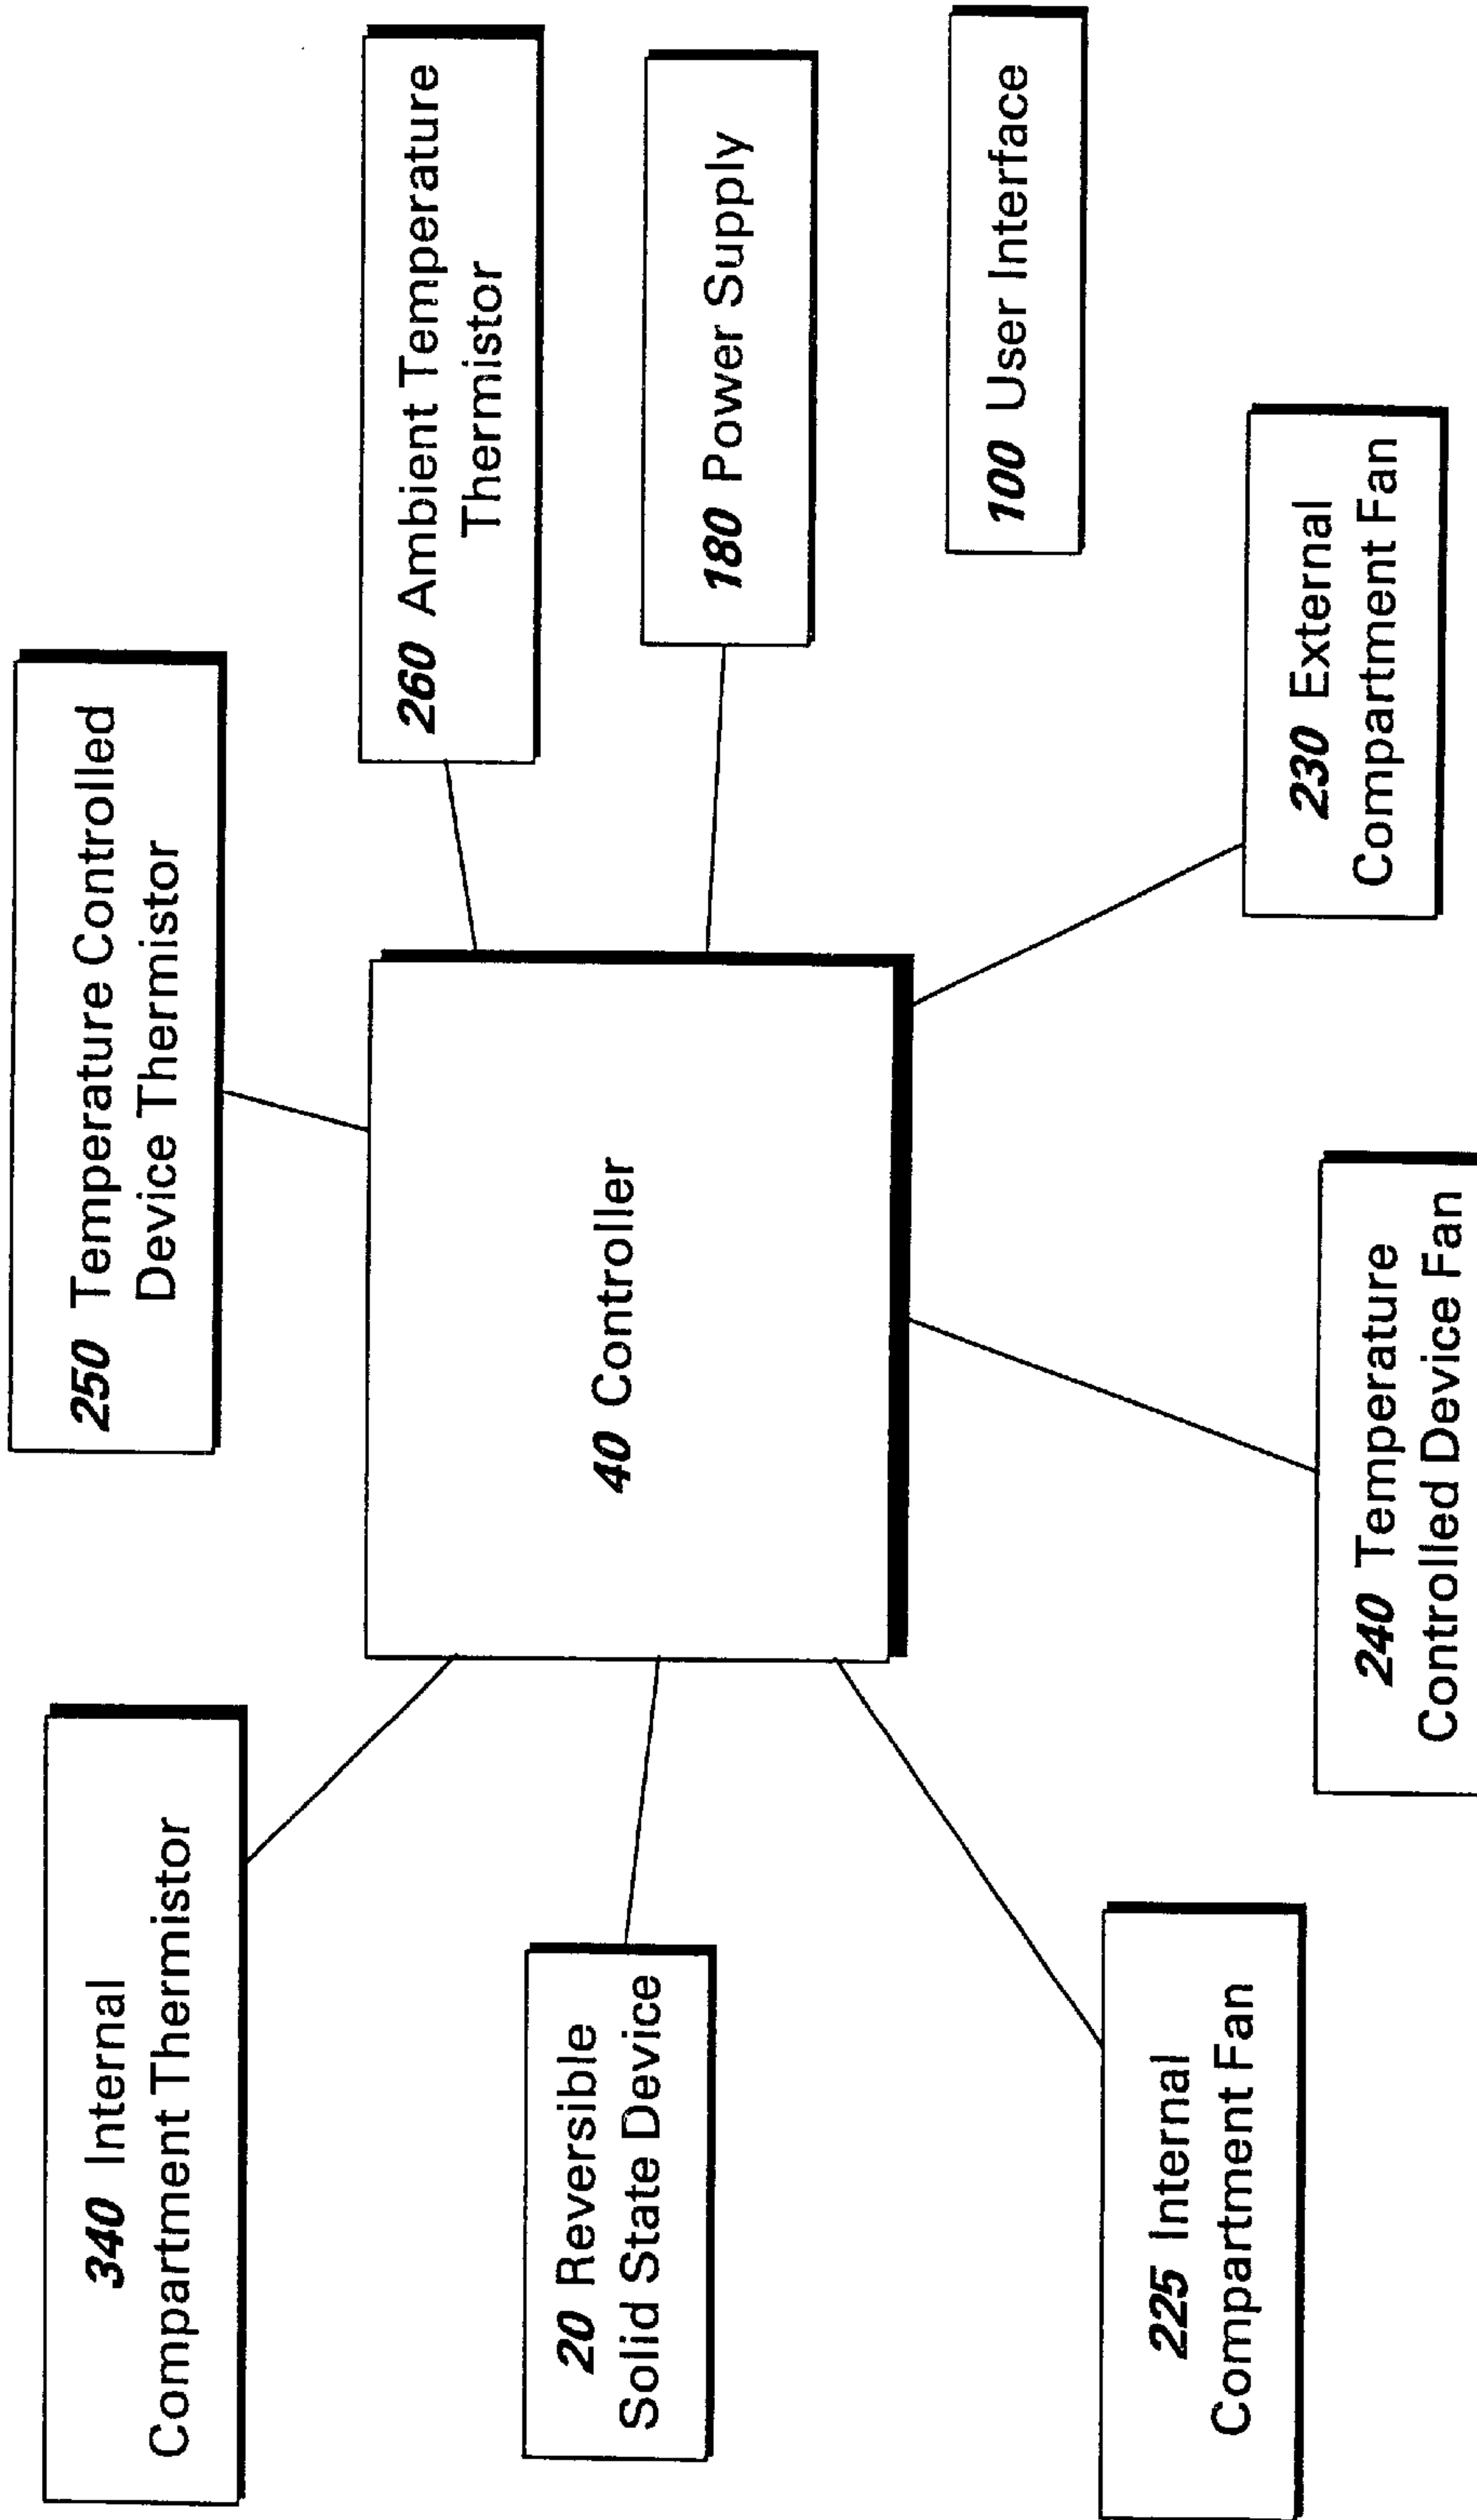 340 Internal
Compartment Thermistor
250 Temperature Controlled
Device Thermistor
260 Ambient Temperature
Thermistor
20 Reversible
Solid State Device
40 Controller
180 Power Supply
100 User Interface
225 Internal
Compartment Fan
240 Temperature
Controlled Device Fan
230 External
Compartment Fan